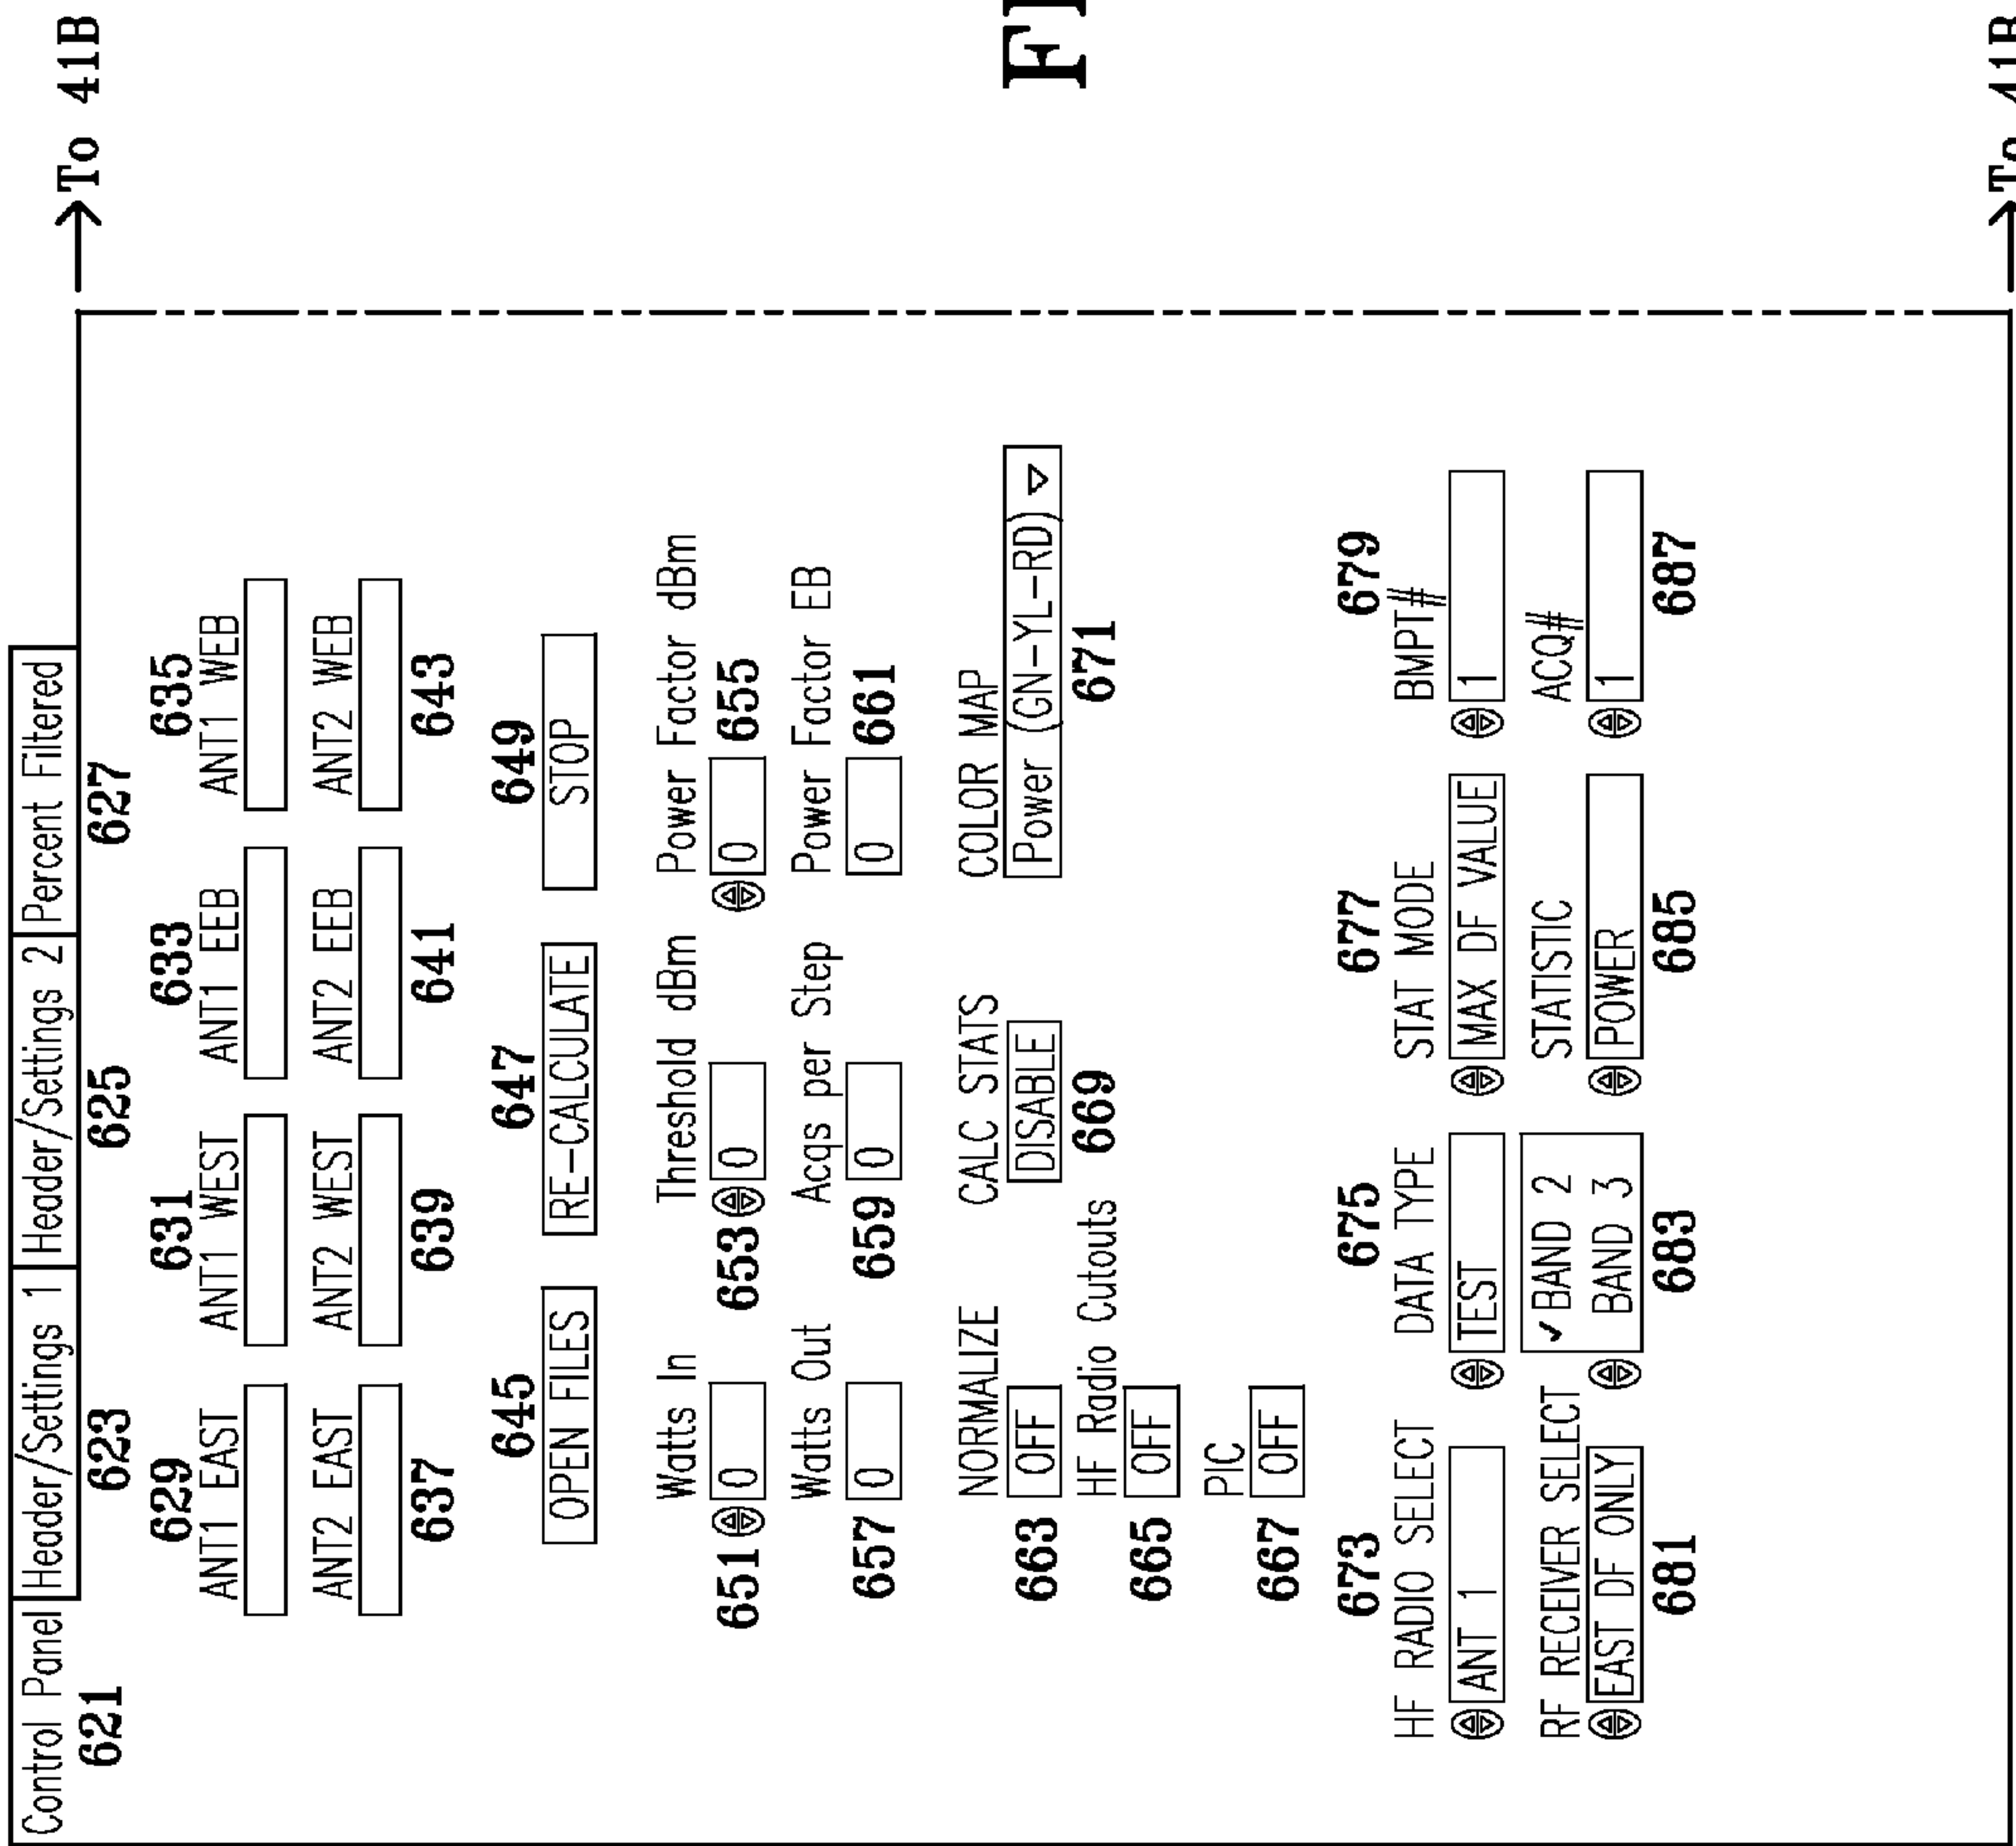 Control Panel Header/Settings 1 Header/Settings 2 Percent Filtered
→To 41B
621 623 625 627
629 631 633 635
ANT1 EAST ANT1 WEST ANT1 EEB ANT1 WEB
ANT2 EAST ANT2 WEST ANT2 EEB ANT2 WEB
637 639 641 643
645 647 649
OPEN FILES RE-CALCULATE STOP
Watts In Threshold dBm Power Factor dBm
651 0 653 0 0 655
Watts Out Acqs per Step Power Factor EB
657 0 659 0 0 661
NORMALIZE CALC STATS COLOR MAP
663 OFF DISABLE Power (GN-YL-RD)
HF Radio Cutouts 669 671
665 OFF
PIC
667 OFF
673 675 677 679
HF RADIO SELECT DATA TYPE STAT MODE BMPT#
ANT 1 TEST MAX DF VALUE 1
RF RECEIVER SELECT ✓BAND 2 STATISTIC ACQ#
EAST DF ONLY BAND 3 POWER 1
681 683 685 687
→To 41B